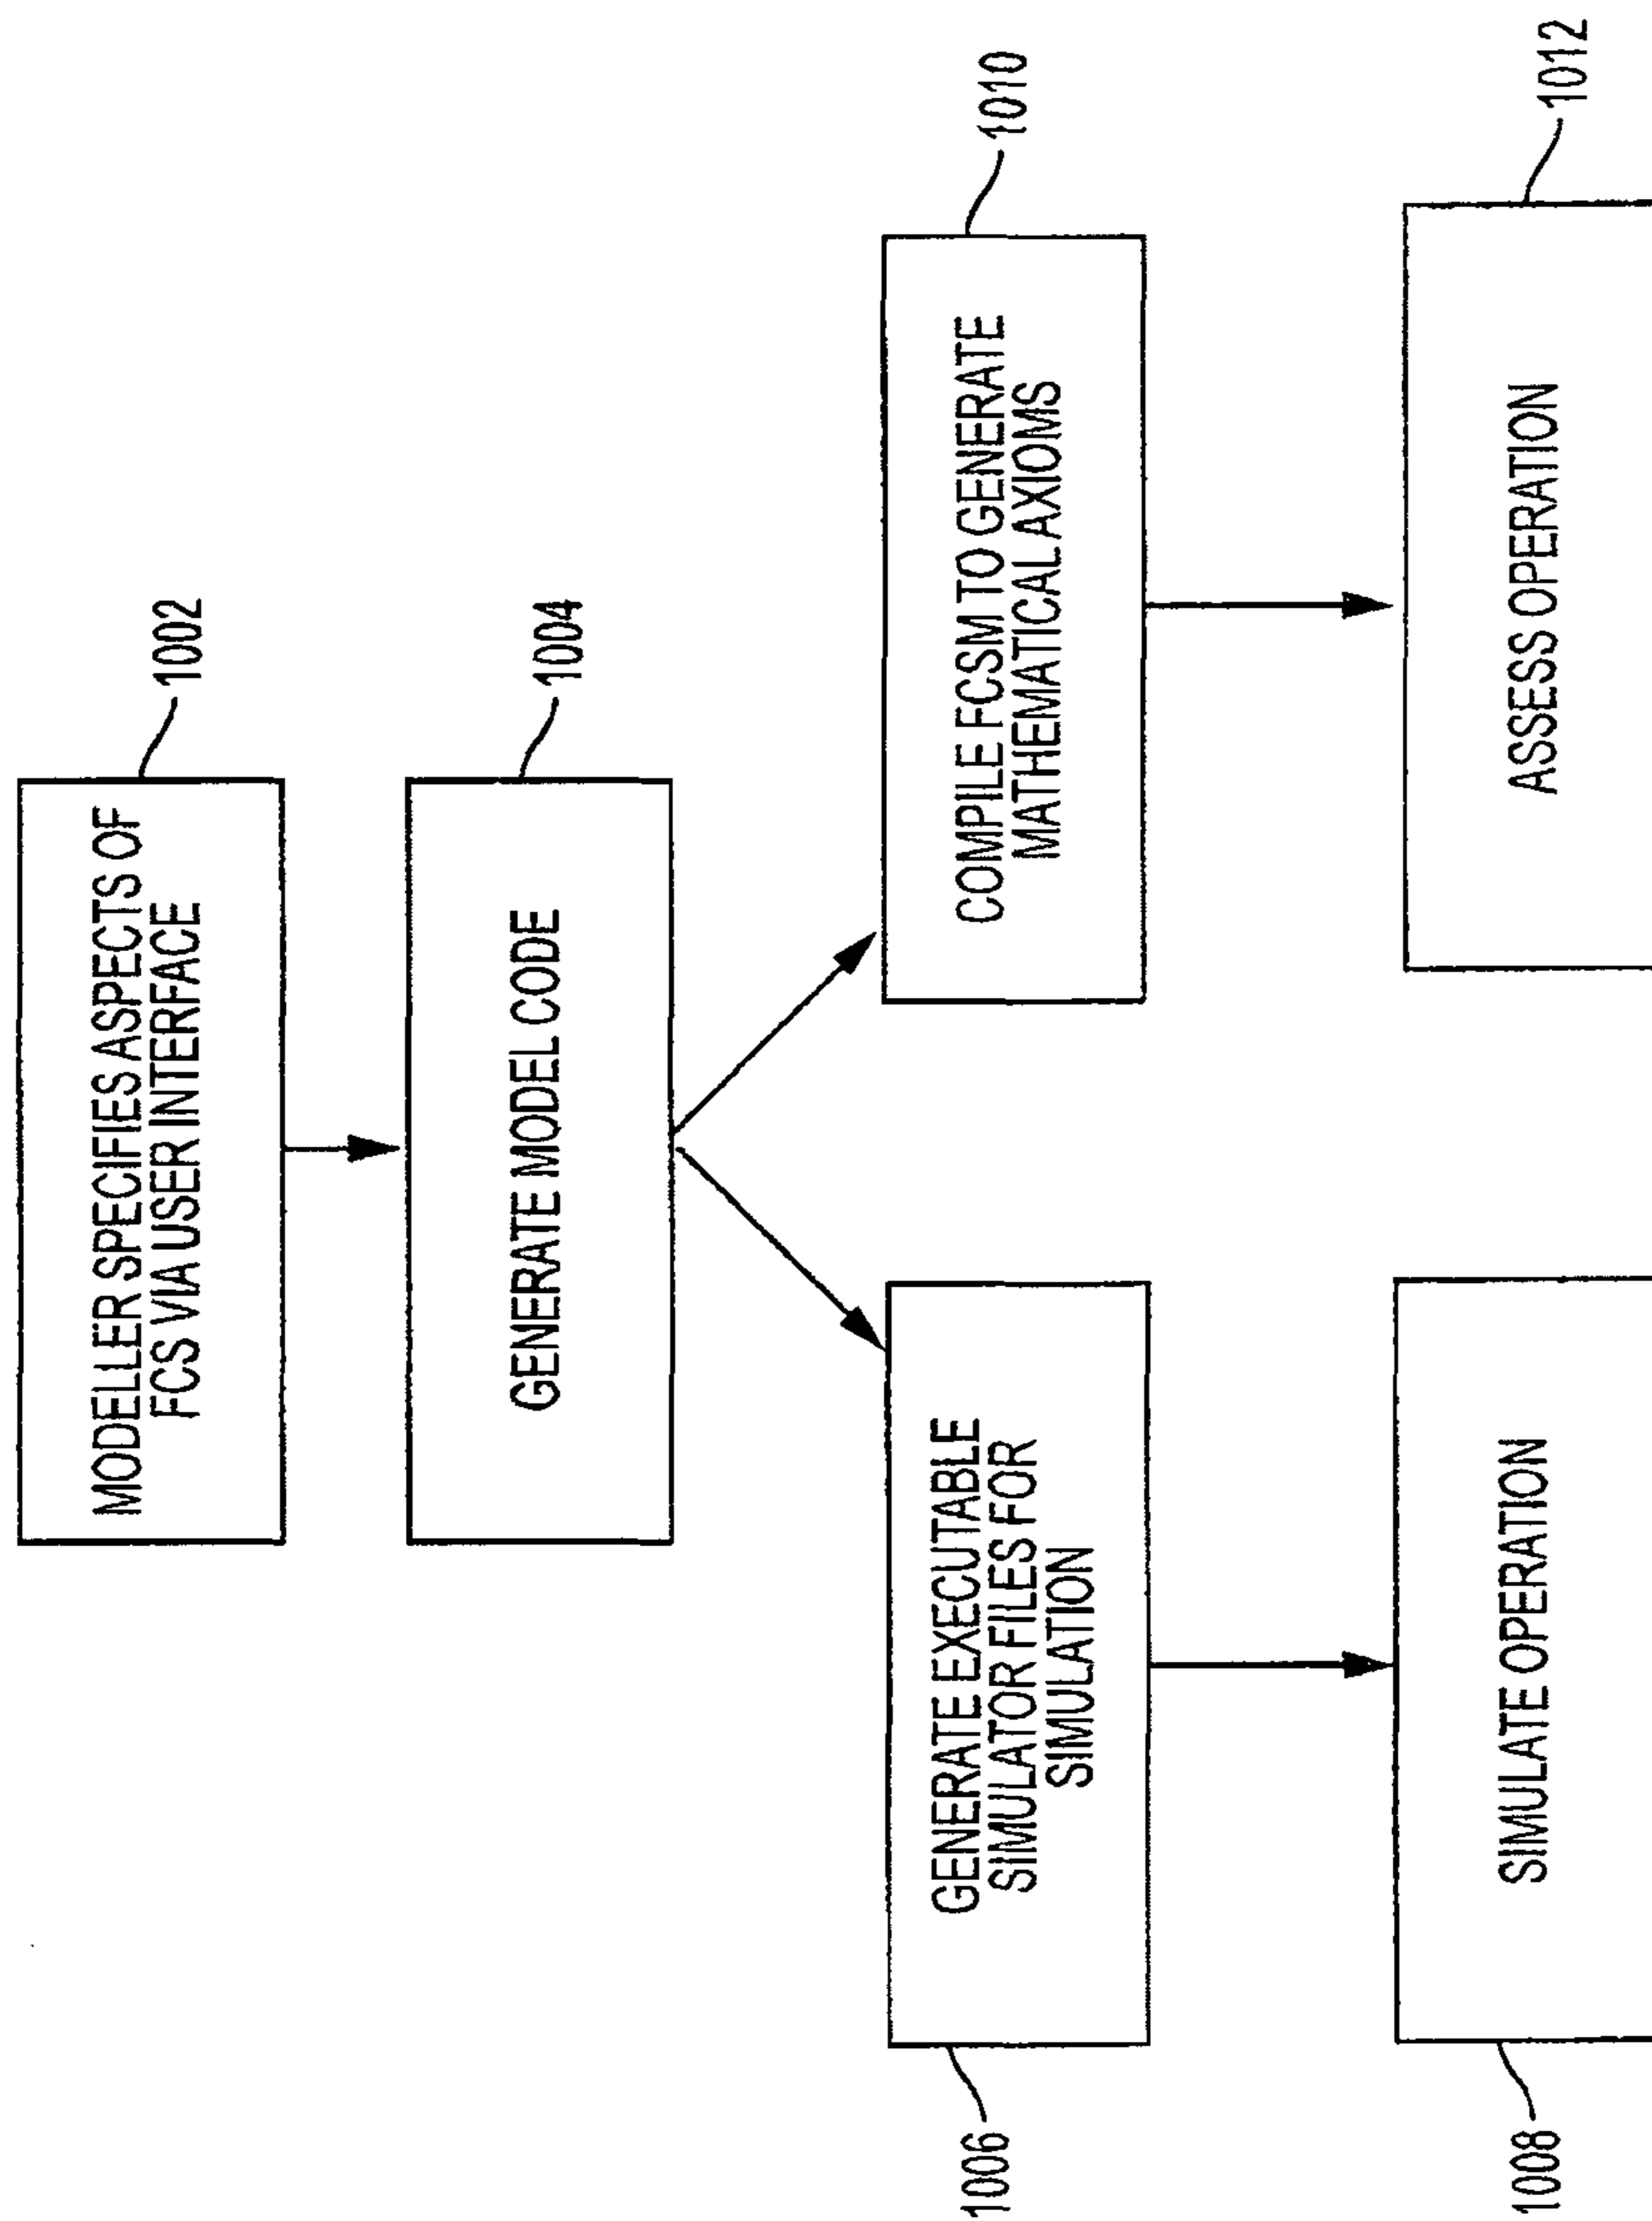 MODELLER SPECIFIES ASPECTS OF
FCS VIA USER INTERFACE
1002
GENERATE MODEL CODE
1004
GENERATE EXECUTABLE
SIMULATOR FILES FOR
SIMULATION
1006
COMPILE FCSM TO GENERATE
MATHEMATICAL AXIOMS
1010
SIMULATE OPERATION
1008
ASSESS OPERATION
1012